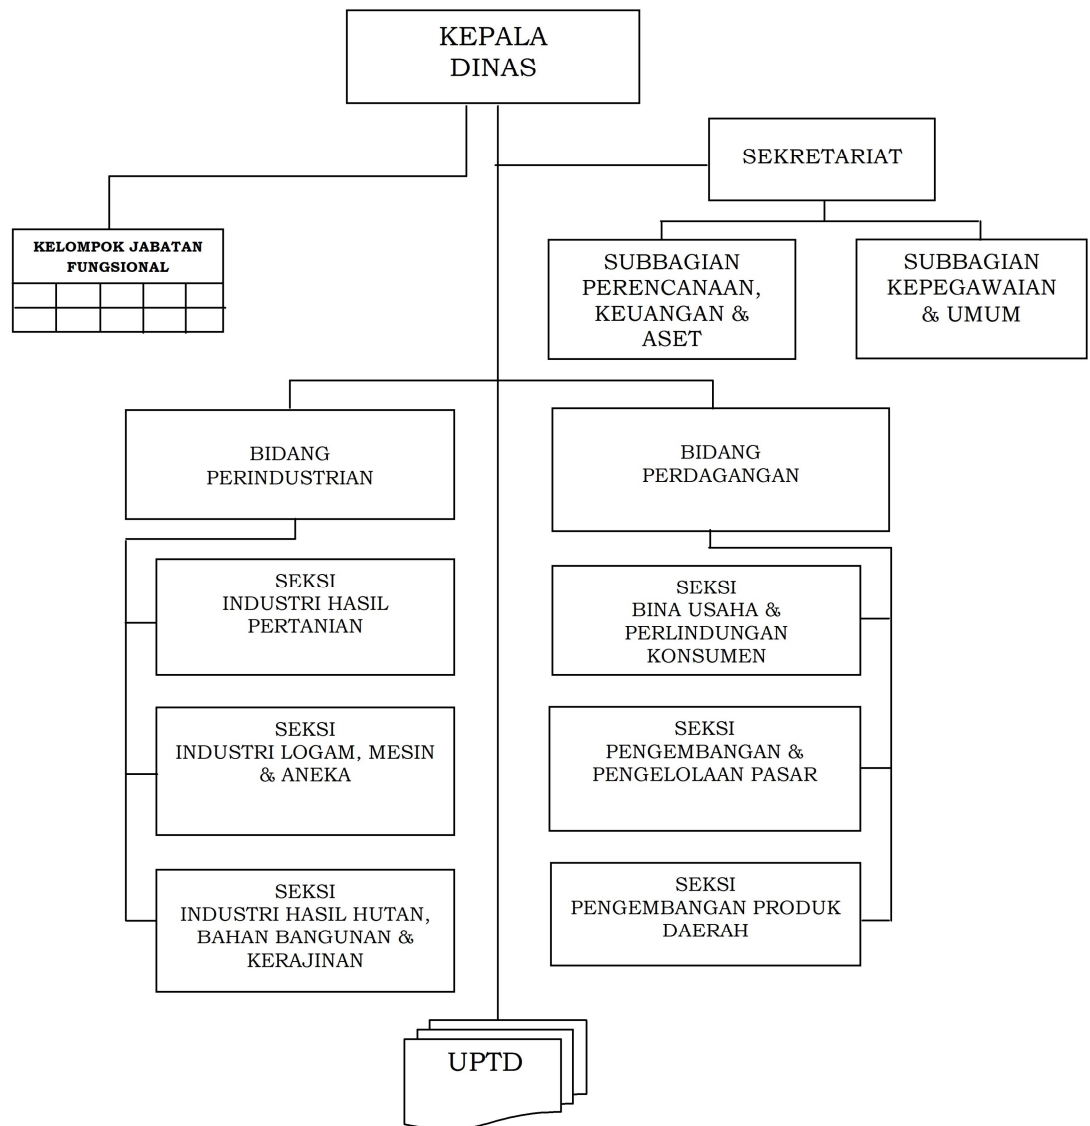 KEPALA
DINAS
SEKRETARIAT
KELOMPOK JABATAN
FUNGSIONAL
SUBBAGIAN
PERENCANAAN,
KEUANGAN &
ASET
SUBBAGIAN
KEPEGAWAIAN
& UMUM
BIDANG
PERINDUSTRIAN
BIDANG
PERDAGANGAN
SEKSI
INDUSTRI HASIL
PERTANIAN
SEKSI
BINA USAHA &
PERLINDUNGAN
KONSUMEN
SEKSI
INDUSTRI LOGAM, MESIN
& ANEKA
SEKSI
PENGEMBANGAN &
PENGELOLAAN PASAR
SEKSI
INDUSTRI HASIL HUTAN,
BAHAN BANGUNAN &
KERAJINAN
SEKSI
PENGEMBANGAN PRODUK
DAERAH
UPTD